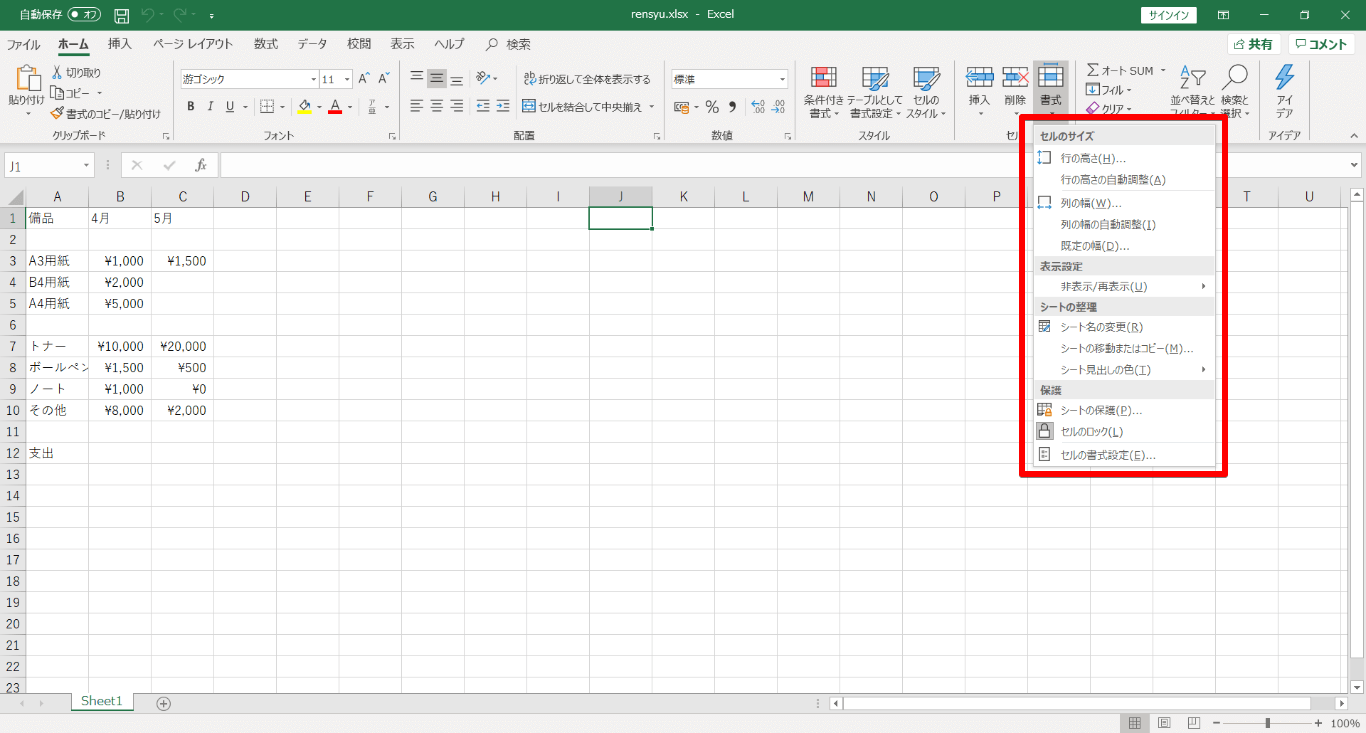 自動保存 オフ rensyu.xlsx - Excel サインイン
ファイル ホーム 挿入 ページ レイアウト 数式 データ 校閲 表示 ヘルプ 検索 共有 コメント
貼り付け
切り取り
コピー
書式のコピー/貼り付け
クリップボード
游ゴシック 11 A A
B I U A
フォント
ab 折り返して全体を表示する
セルを結合して中央揃え
配置
標準
% 9
数値
条件付き書式
テーブルとして書式設定
セルのスタイル
スタイル
挿入 削除 書式
オート SUM
フィル
クリア
並べ替えと
検索と選択
アイデア
アイデア
J1 fx
A B C D E F G H I J K L M N O P T U
1 備品 4月 5月
2
3 A3用紙 ¥1,000 ¥1,500
4 B4用紙 ¥2,000
5 A4用紙 ¥5,000
6
7 トナー ¥10,000 ¥20,000
8 ボールペン ¥1,500 ¥500
9 ノート ¥1,000 ¥0
10 その他 ¥8,000 ¥2,000
11
12 支出
13
14
15
16
17
18
19
20
21
22
23
セルのサイズ
行の高さ(H)...
行の高さの自動調整(A)
列の幅(W)...
列の幅の自動調整(I)
既定の幅(D)...
表示設定
非表示/再表示(U)
シートの整理
シート名の変更(R)
シートの移動またはコピー(M)...
シート見出しの色(T)
保護
シートの保護(P)...
セルのロック(L)
セルの書式設定(E)...
Sheet1
100%